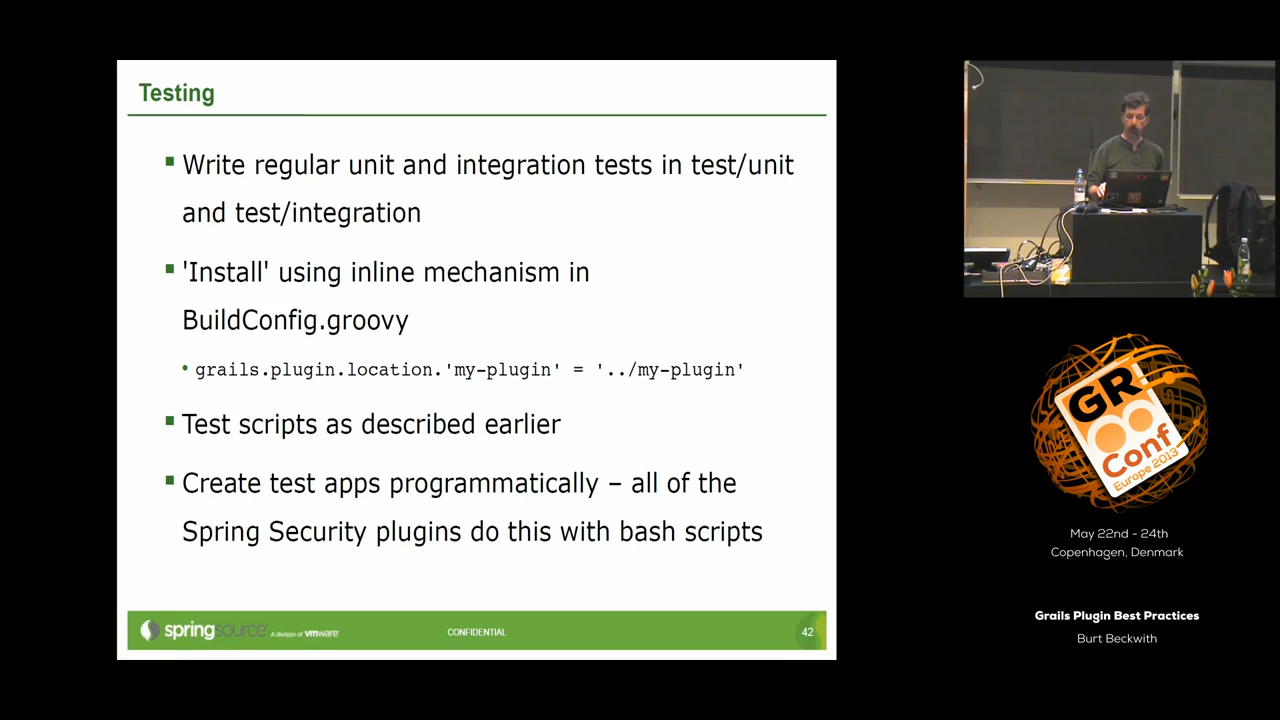 Testing
Write regular unit and integration tests in test/unit
and test/integration
'Install' using inline mechanism in
BuildConfig.groovy
grails.plugin.location.'my-plugin' = '../my-plugin'
Test scripts as described earlier
Create test apps programmatically – all of the
Spring Security plugins do this with bash scripts
springsource A division of vmware
CONFIDENTIAL
42
GR
Conf
Europe 2013
May 22nd - 24th
Copenhagen, Denmark
Grails Plugin Best Practices
Burt Beckwith